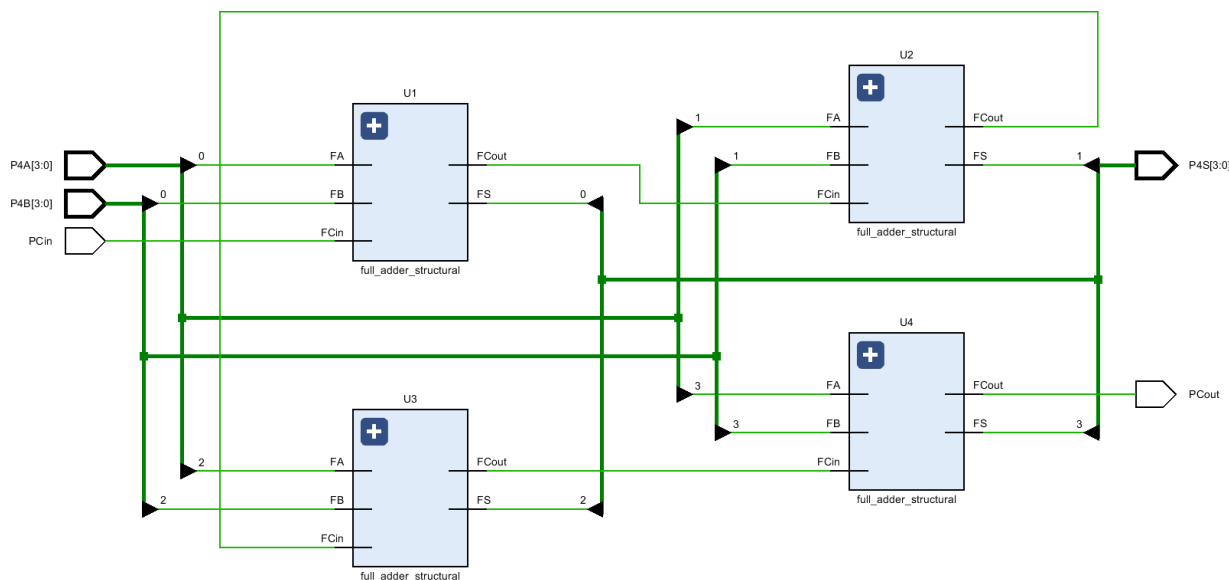 U1
P4A[3:0]
0
FA
FCout
P4B[3:0]
0
FB
FS
0
PCin
FCin
full_adder_structural
U2
1
FA
FCout
1
FB
FS
1
P4S[3:0]
FCin
full_adder_structural
U3
2
FA
FCout
2
FB
FS
2
FCin
full_adder_structural
U4
3
FA
FCout
PCout
3
FB
FS
3
FCin
full_adder_structural